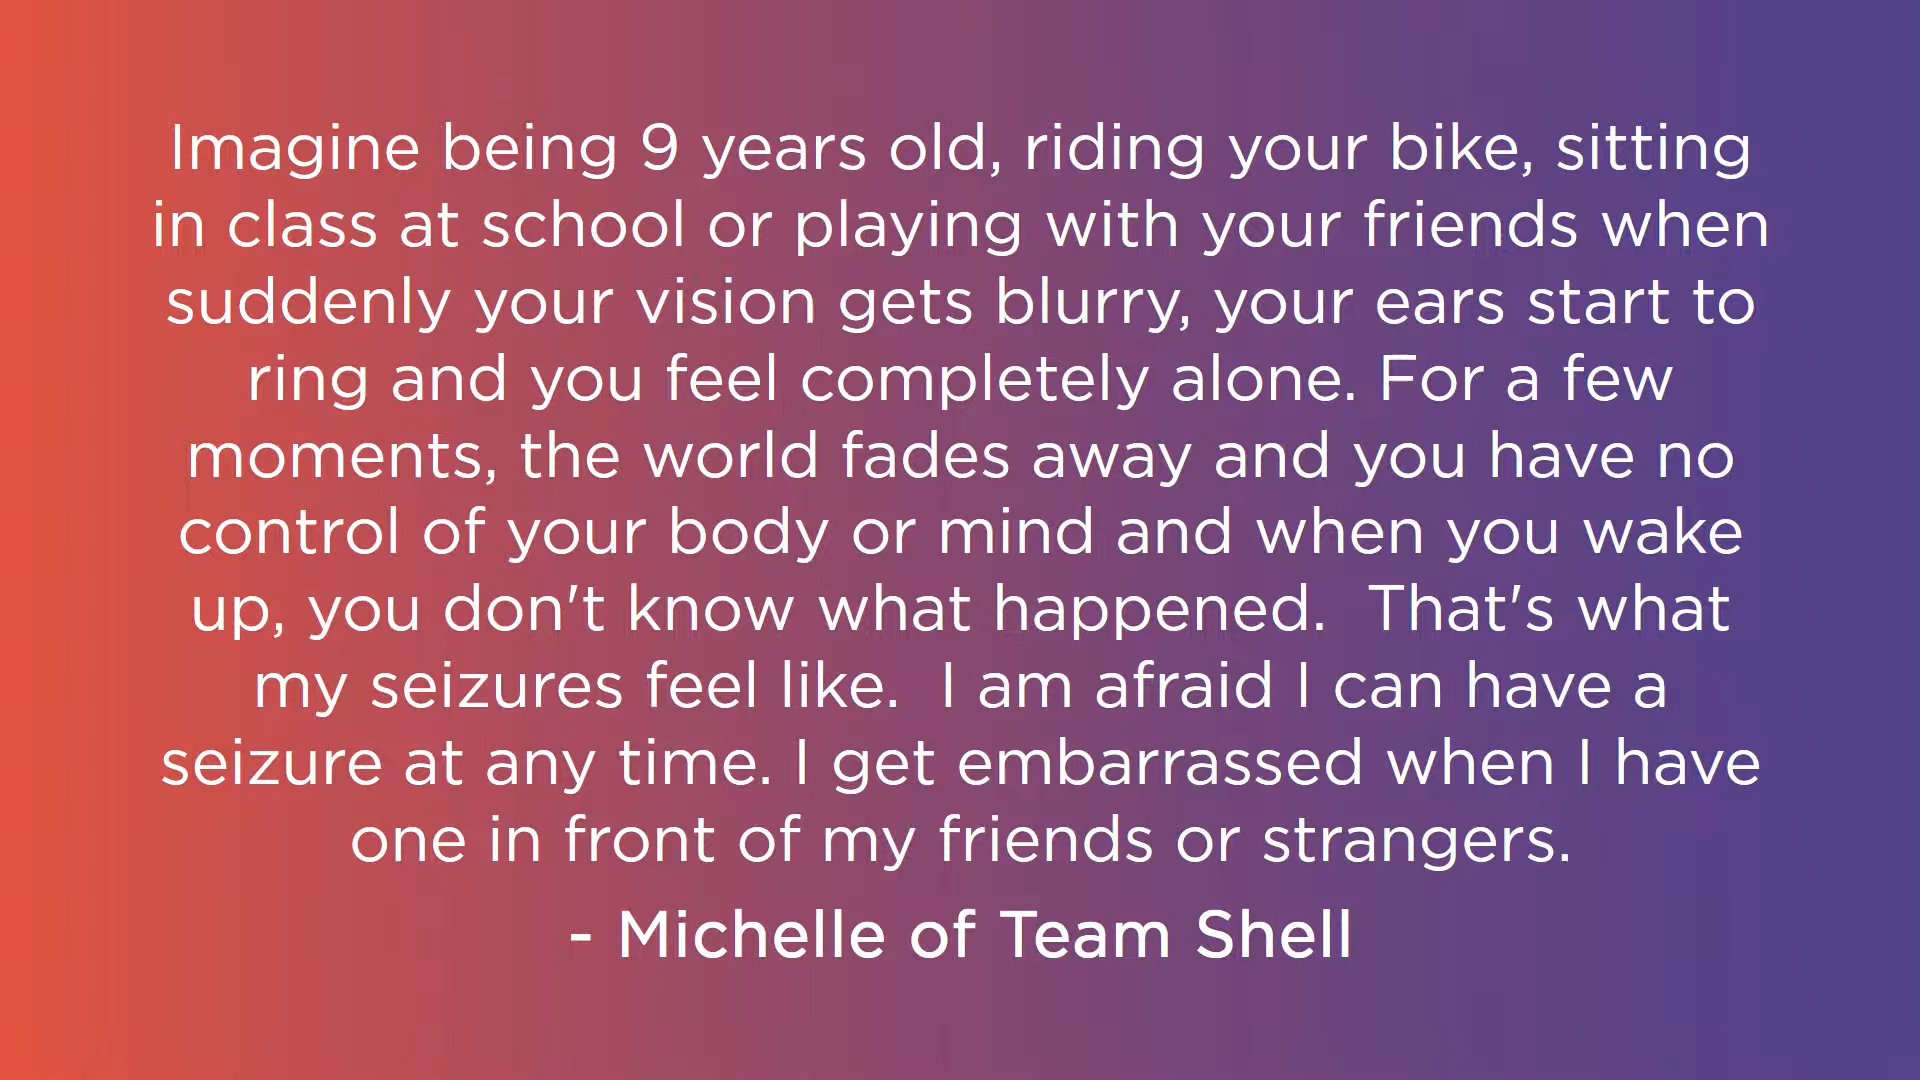 Imagine being 9 years old, riding your bike, sitting
in class at school or playing with your friends when
suddenly your vision gets blurry, your ears start to
ring and you feel completely alone. For a few
moments, the world fades away and you have no
control of your body or mind and when you wake
up, you don't know what happened.  That's what
my seizures feel like.  I am afraid I can have a
seizure at any time. I get embarrassed when I have
one in front of my friends or strangers.
- Michelle of Team Shell